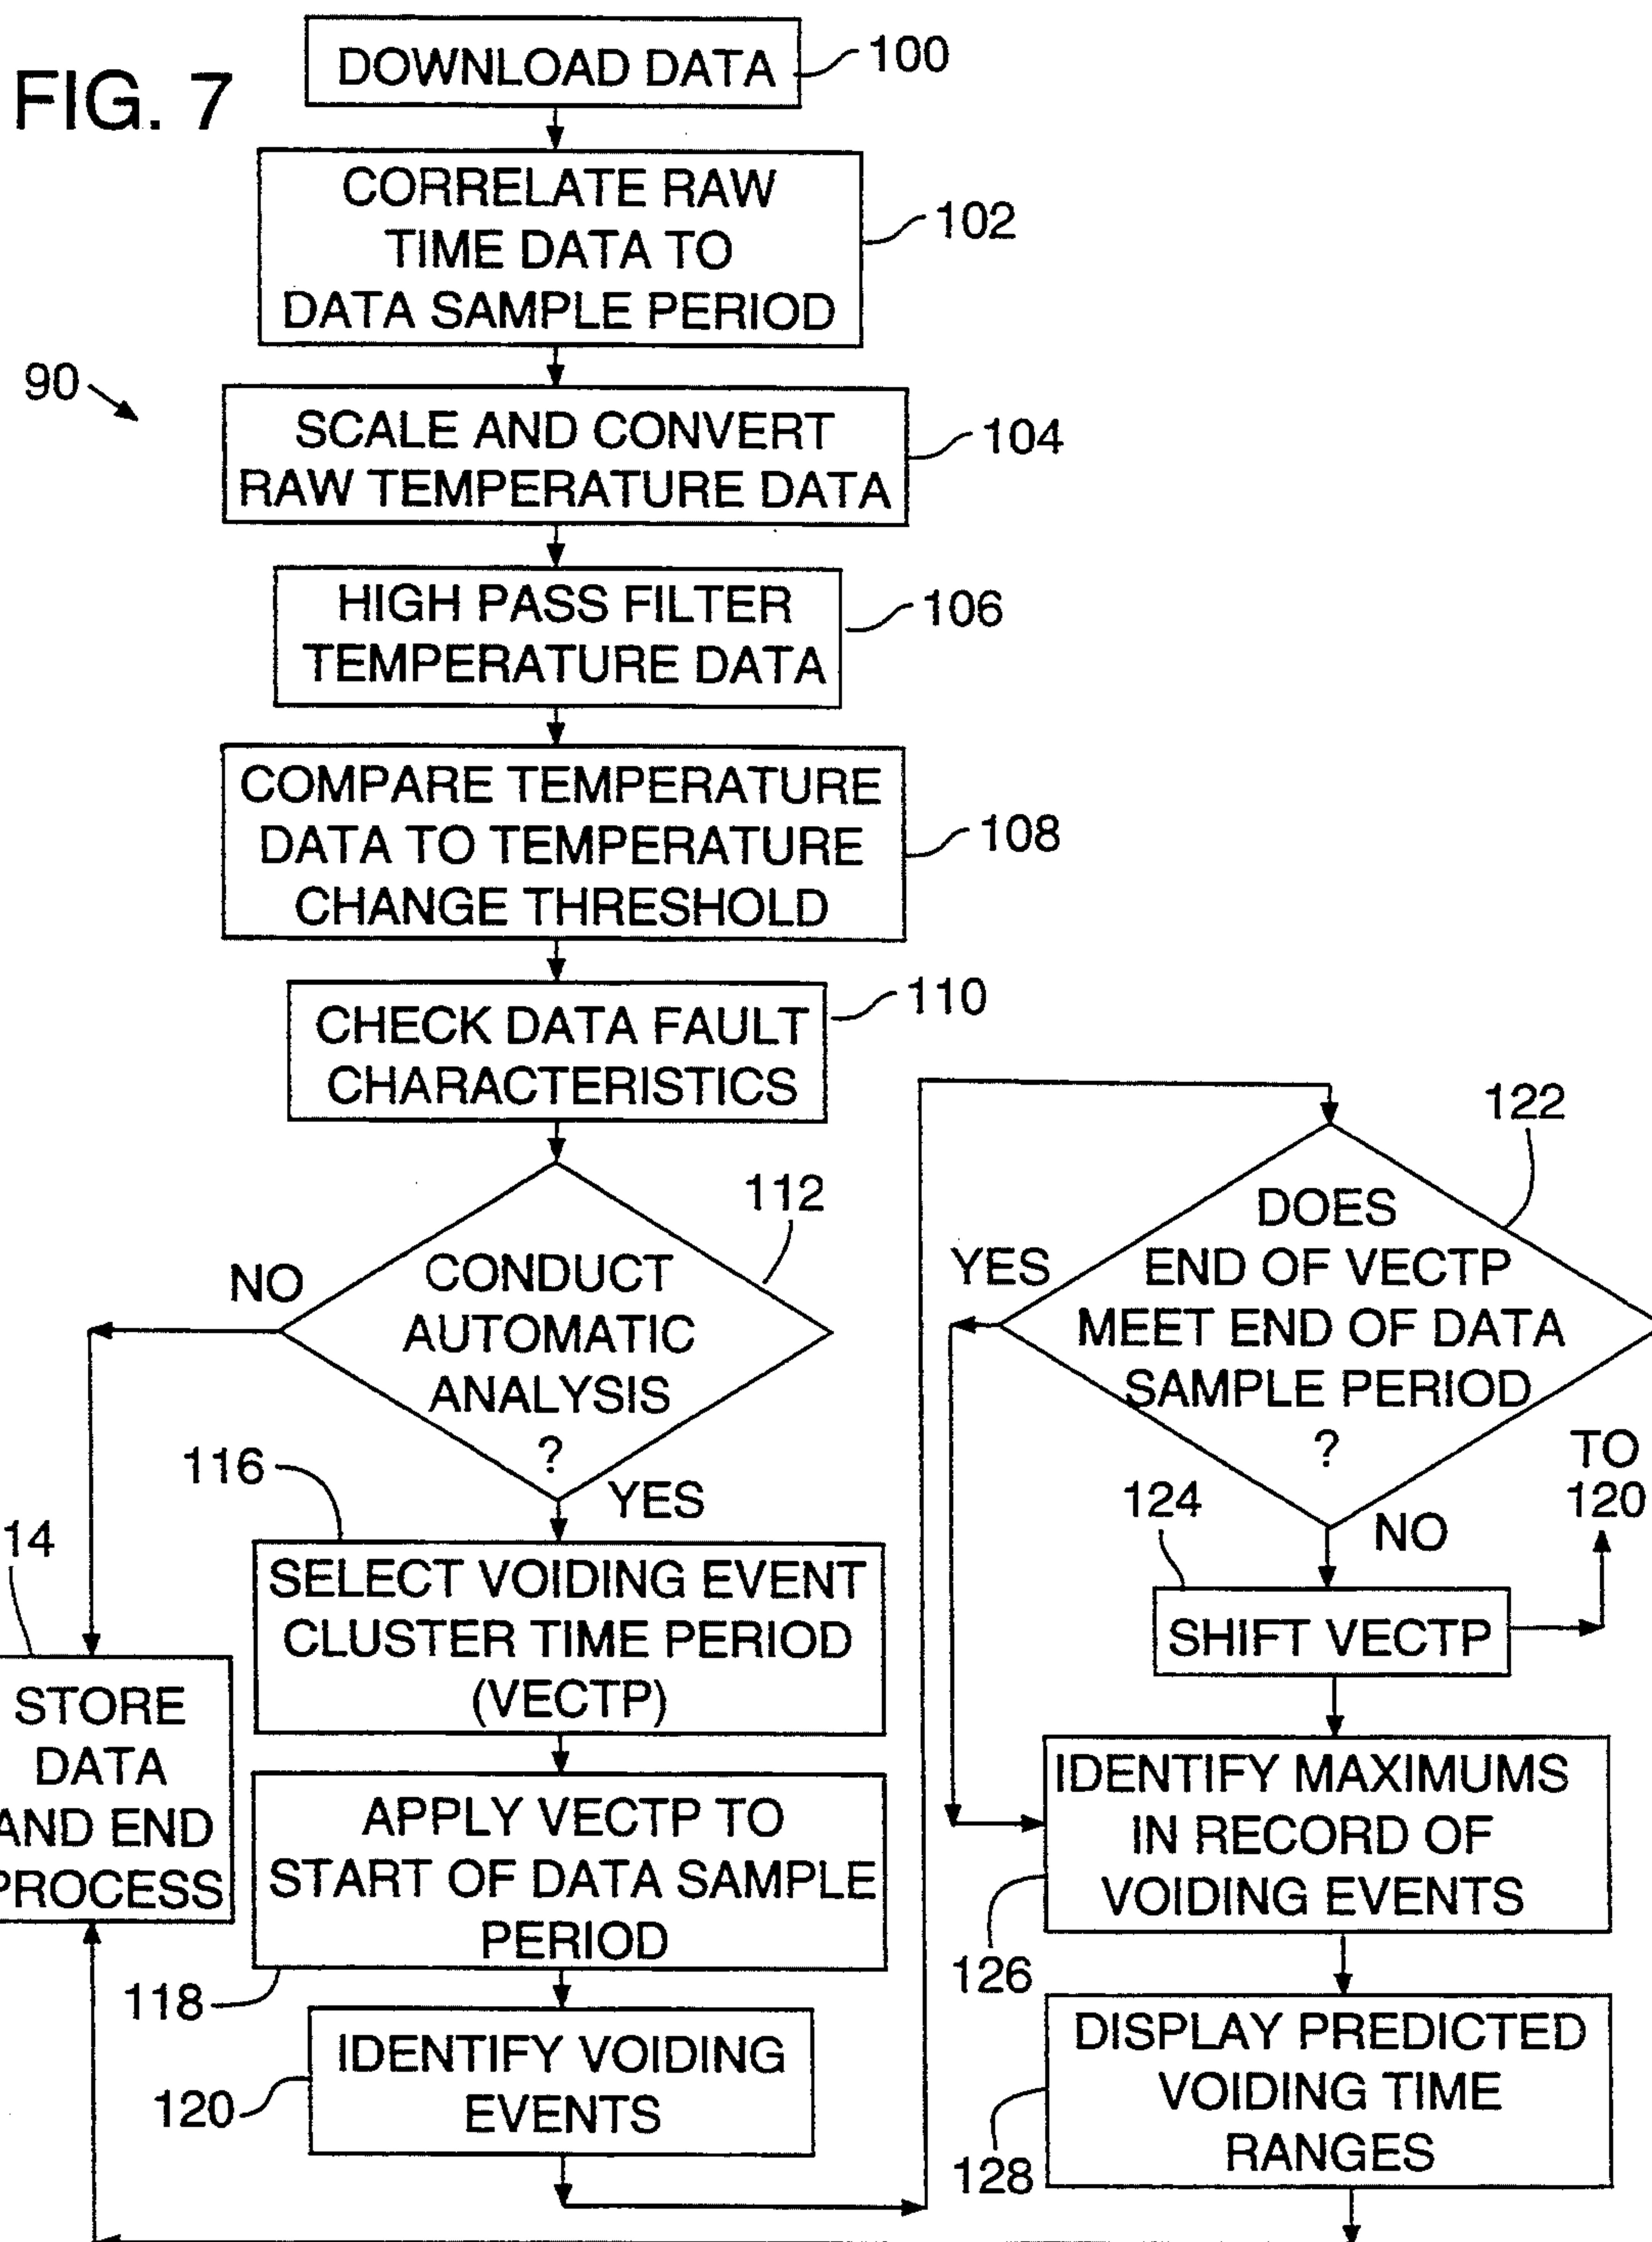 FIG. 7
DOWNLOAD DATA
100
CORRELATE RAW
TIME DATA TO
DATA SAMPLE PERIOD
102
90
SCALE AND CONVERT
RAW TEMPERATURE DATA
104
HIGH PASS FILTER
TEMPERATURE DATA
106
COMPARE TEMPERATURE
DATA TO TEMPERATURE
CHANGE THRESHOLD
108
CHECK DATA FAULT
CHARACTERISTICS
110
112
NO
CONDUCT
AUTOMATIC
ANALYSIS
?
YES
14
STORE
DATA
AND END
PROCESS
116
SELECT VOIDING EVENT
CLUSTER TIME PERIOD
(VECTP)
APPLY VECTP TO
START OF DATA SAMPLE
PERIOD
118
IDENTIFY VOIDING
EVENTS
120
122
YES
DOES
END OF VECTP
MEET END OF DATA
SAMPLE PERIOD
?
NO
TO
120
124
SHIFT VECTP
IDENTIFY MAXIMUMS
IN RECORD OF
VOIDING EVENTS
126
DISPLAY PREDICTED
VOIDING TIME
RANGES
128